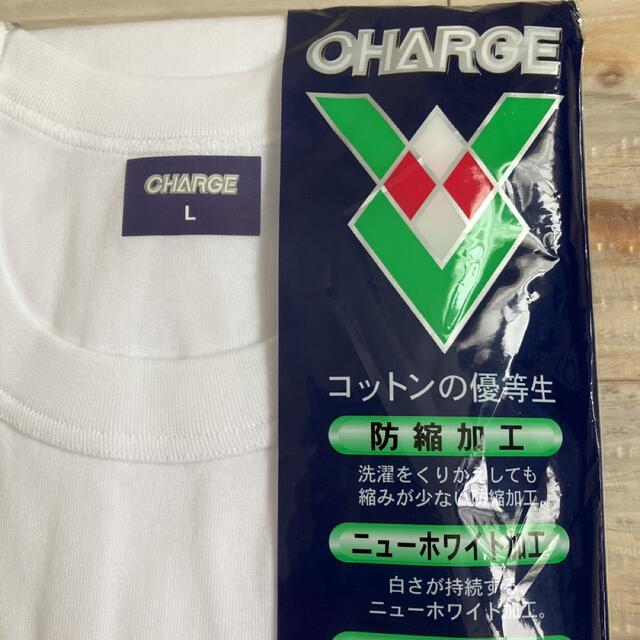 CHARGE
CHARGE
L
コットンの優等生
防縮加工
洗濯をくりかえしても
縮みが少ない防縮加工。
ニューホワイト加工
白さが持続する
ニューホワイト加工。